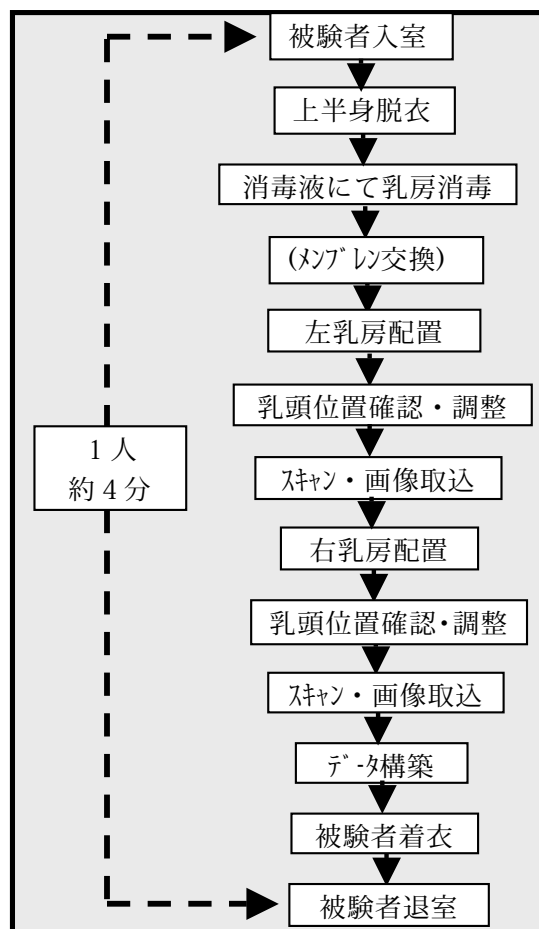 被験者入室
上半身脱衣
消毒液にて乳房消毒
(ﾒﾝﾌﾞﾚﾝ交換)
左乳房配置
乳頭位置確認・調整
1人
約4分
ｽｷｬﾝ・画像取込
右乳房配置
乳頭位置確認・調整
ｽｷｬﾝ・画像取込
ﾃﾞｰﾀ構築
被験者着衣
被験者退室